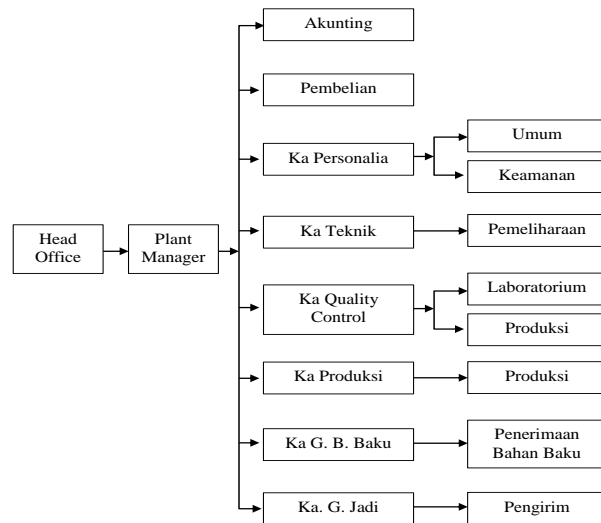 Akunting
Pembelian
Ka Personalia
Umum
Keamanan
Ka Teknik
Pemeliharaan
Head
Office
Plant
Manager
Ka Quality
Control
Laboratorium
Produksi
Ka Produksi
Produksi
Ka G. B. Baku
Penerimaan
Bahan Baku
Ka. G. Jadi
Pengirim